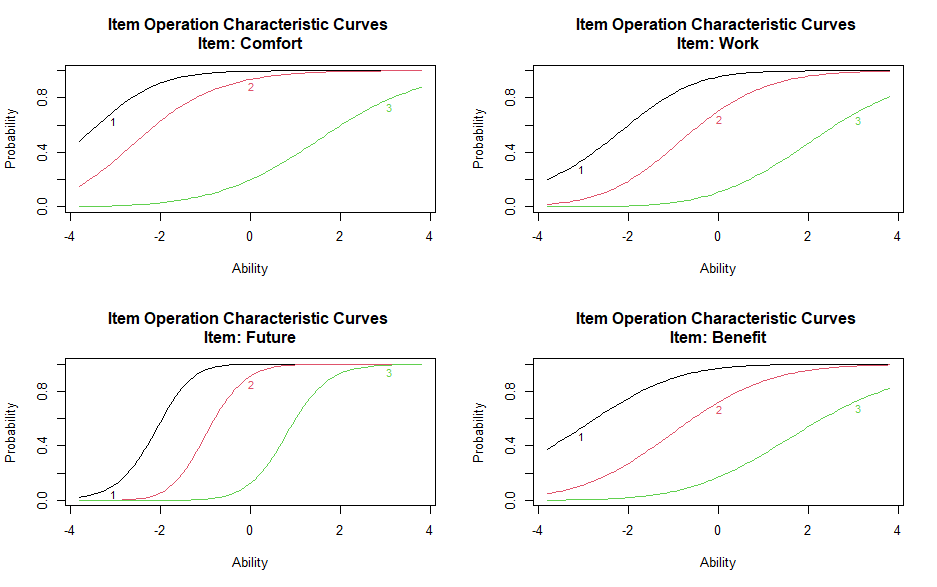 Item Operation Characteristic Curves
Item: Comfort
Probability
0.0 0.4 0.8
1
2
3
-4 -2 0 2 4
Ability
Item Operation Characteristic Curves
Item: Work
Probability
0.0 0.4 0.8
1
2
3
-4 -2 0 2 4
Ability
Item Operation Characteristic Curves
Item: Future
Probability
0.0 0.4 0.8
1
2
3
-4 -2 0 2 4
Ability
Item Operation Characteristic Curves
Item: Benefit
Probability
0.0 0.4 0.8
1
2
3
-4 -2 0 2 4
Ability